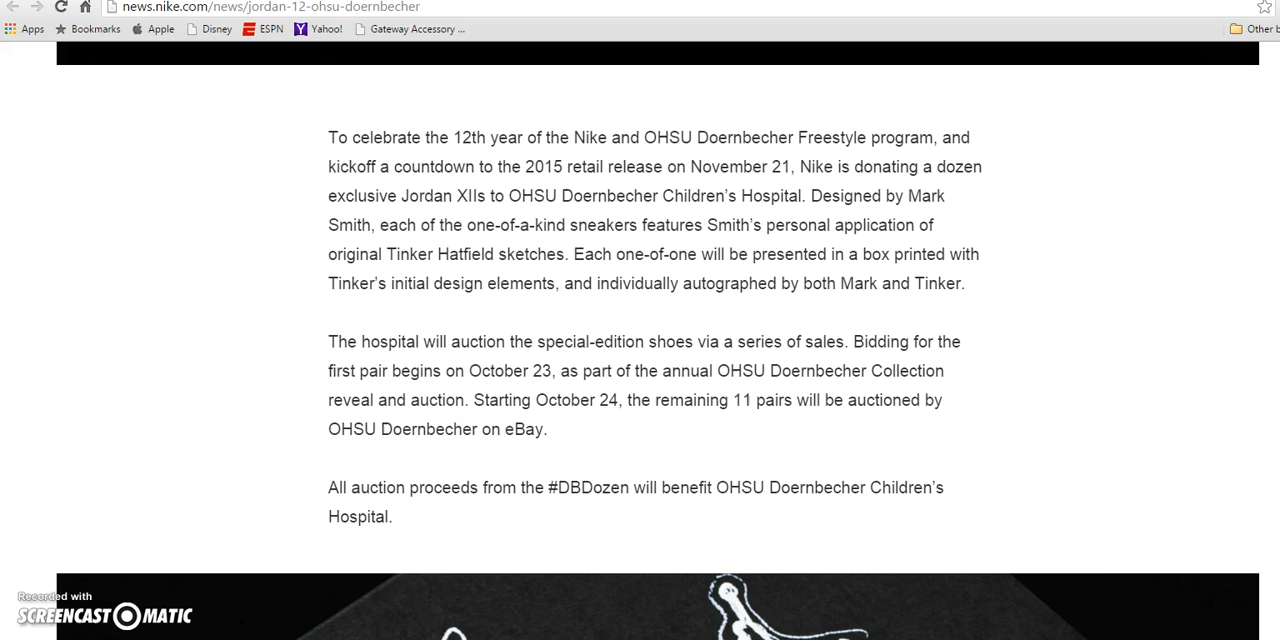 news.nike.com/news/jordan-12-ohsu-doernbecher
Apps Bookmarks Apple Disney ESPN Yahoo! Gateway Accessory ... Other b
To celebrate the 12th year of the Nike and OHSU Doernbecher Freestyle program, and
kickoff a countdown to the 2015 retail release on November 21, Nike is donating a dozen
exclusive Jordan XIIs to OHSU Doernbecher Children’s Hospital. Designed by Mark
Smith, each of the one-of-a-kind sneakers features Smith’s personal application of
original Tinker Hatfield sketches. Each one-of-one will be presented in a box printed with
Tinker’s initial design elements, and individually autographed by both Mark and Tinker.
The hospital will auction the special-edition shoes via a series of sales. Bidding for the
first pair begins on October 23, as part of the annual OHSU Doernbecher Collection
reveal and auction. Starting October 24, the remaining 11 pairs will be auctioned by
OHSU Doernbecher on eBay.
All auction proceeds from the #DBDozen will benefit OHSU Doernbecher Children’s
Hospital.
Recorded with
SCREENCAST-O-MATIC